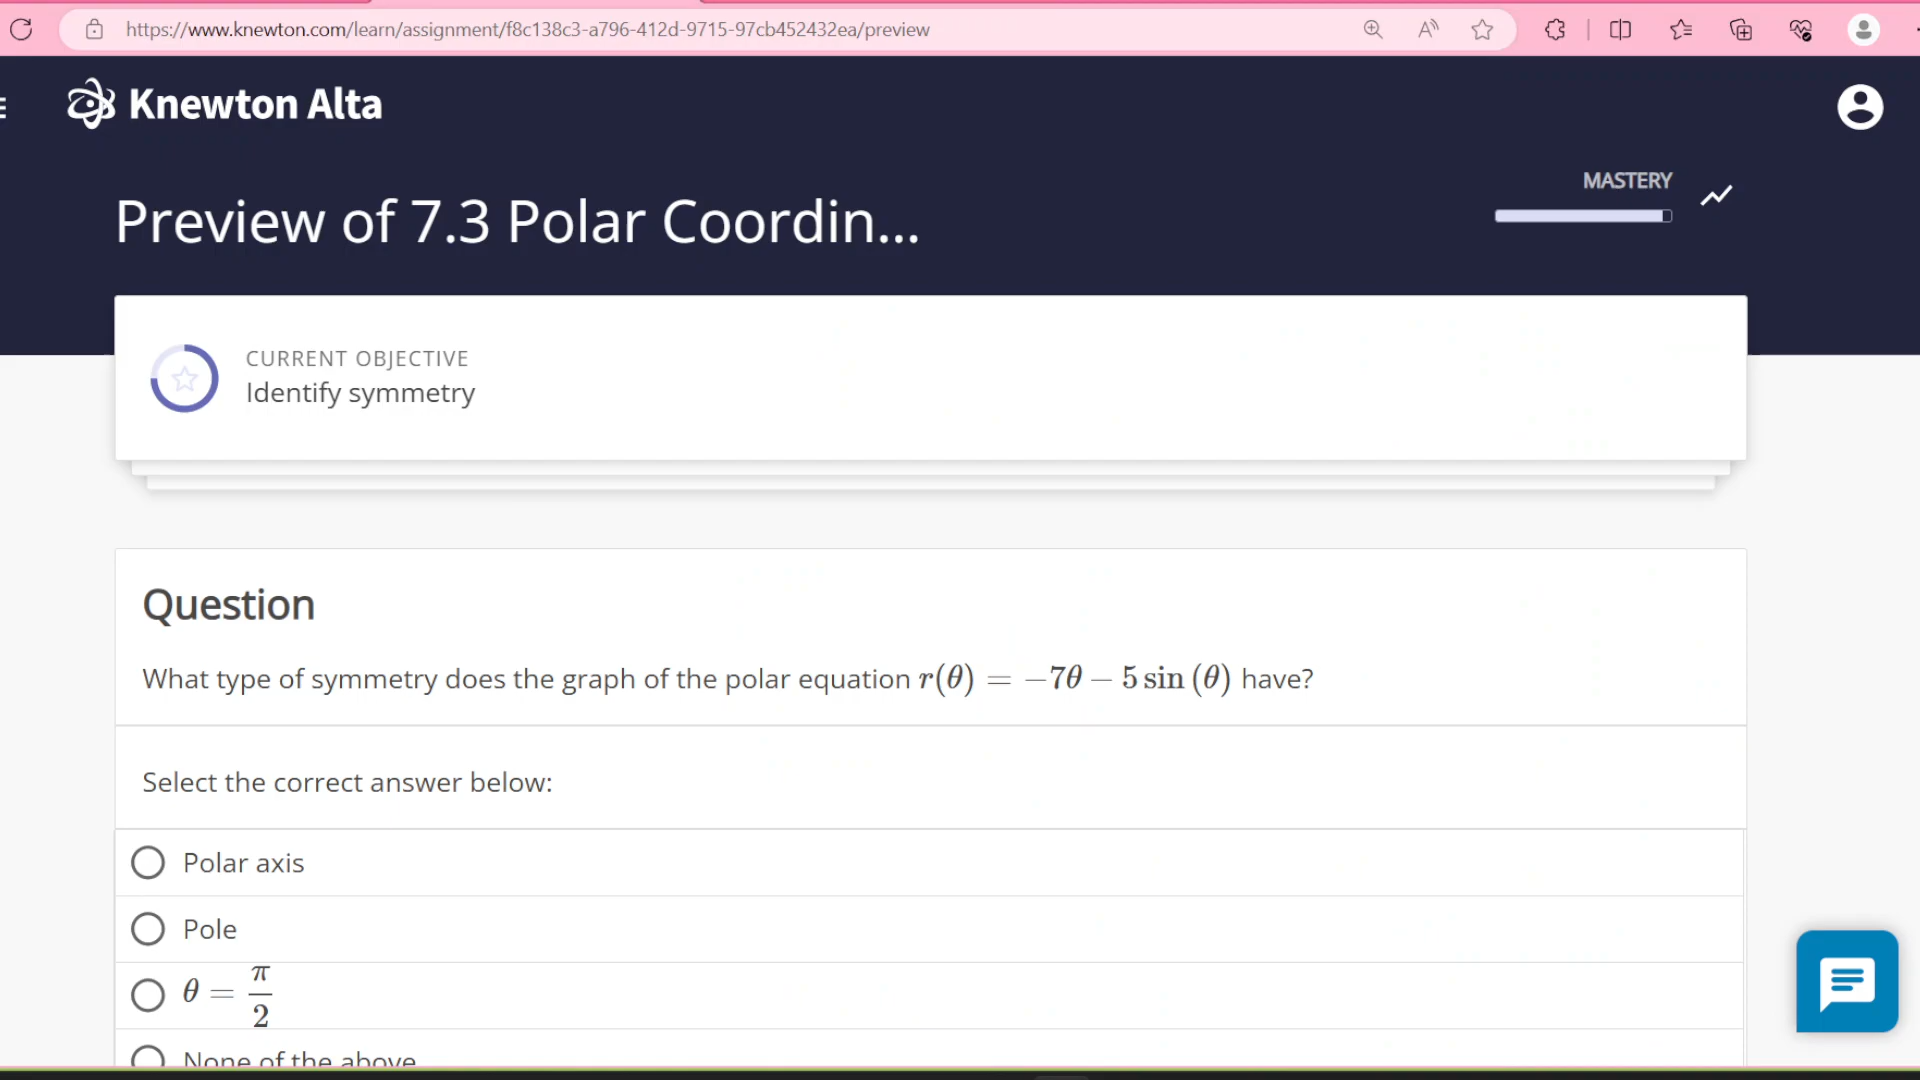 https://www.knewton.com/learn/assignment/f8c138c3-a796-412d-9715-97cb452432ea/preview
Knewton Alta
MASTERY
Preview of 7.3 Polar Coordin...
CURRENT OBJECTIVE
Identify symmetry
Question
What type of symmetry does the graph of the polar equation r(θ) = −7θ − 5 sin (θ) have?
Select the correct answer below:
Polar axis
Pole
θ = π/2
None of the above